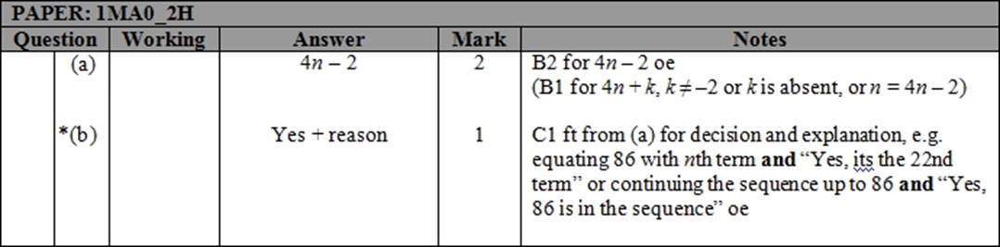 PAPER: 1MA0_2H
Question Working Answer Mark Notes
(a) 4n – 2 2 B2 for 4n – 2 oe
(B1 for 4n + k, k ≠ –2 or k is absent, or n = 4n – 2)
*(b) Yes + reason 1 C1 ft from (a) for decision and explanation, e.g.
equating 86 with nth term and “Yes, its the 22nd
term” or continuing the sequence up to 86 and “Yes,
86 is in the sequence” oe